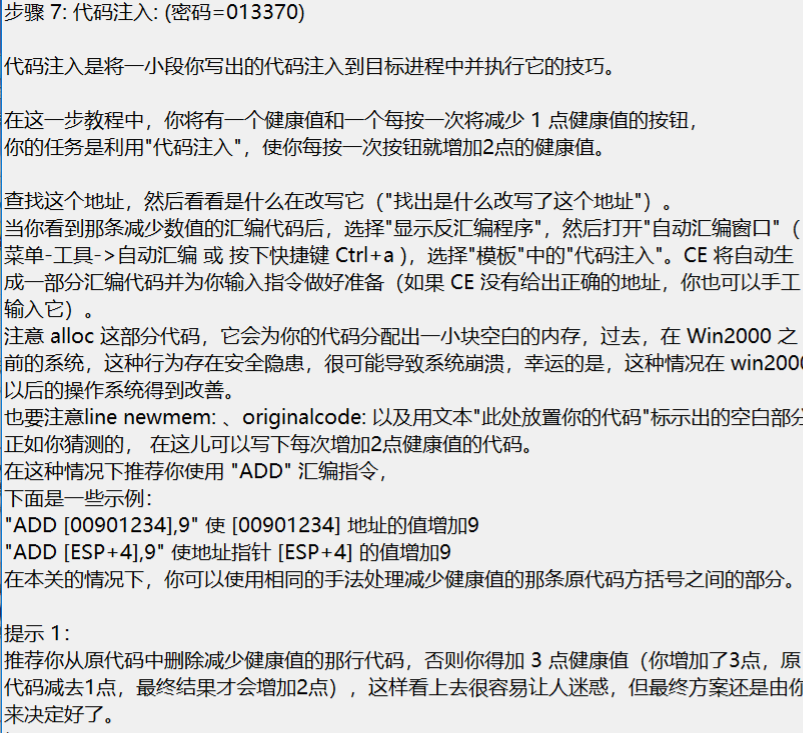 步骤 7: 代码注入: (密码=013370)
代码注入是将一小段你写出的代码注入到目标进程中并执行它的技巧。
在这一步教程中，你将有一个健康值和一个每按一次将减少 1 点健康值的按钮，
你的任务是利用"代码注入"，使你每按一次按钮就增加2点的健康值。
查找这个地址，然后看看是什么在改写它（"找出是什么改写了这个地址"）。
当你看到那条减少数值的汇编代码后，选择"显示反汇编程序"，然后打开"自动汇编窗口"（
菜单-工具->自动汇编 或 按下快捷键 Ctrl+a ），选择"模板"中的"代码注入"。CE 将自动生
成一部分汇编代码并为你输入指令做好准备（如果 CE 没有给出正确的地址，你也可以手工
输入它）。
注意 alloc 这部分代码，它会为你的代码分配出一小块空白的内存，过去，在 Win2000 之
前的系统，这种行为存在安全隐患，很可能导致系统崩溃，幸运的是，这种情况在 win2000
以后的操作系统得到改善。
也要注意line newmem: 、originalcode: 以及用文本"此处放置你的代码"标示出的空白部分
正如你猜测的， 在这儿可以写下每次增加2点健康值的代码。
在这种情况下推荐你使用 "ADD" 汇编指令，
下面是一些示例：
"ADD [00901234],9" 使 [00901234] 地址的值增加9
"ADD [ESP+4],9" 使地址指针 [ESP+4] 的值增加9
在本关的情况下，你可以使用相同的手法处理减少健康值的那条原代码方括号之间的部分。
提示 1：
推荐你从原代码中删除减少健康值的那行代码，否则你得加 3 点健康值（你增加了3点，原
代码减去1点，最终结果才会增加2点），这样看上去很容易让人迷惑，但最终方案还是由你
来决定好了。